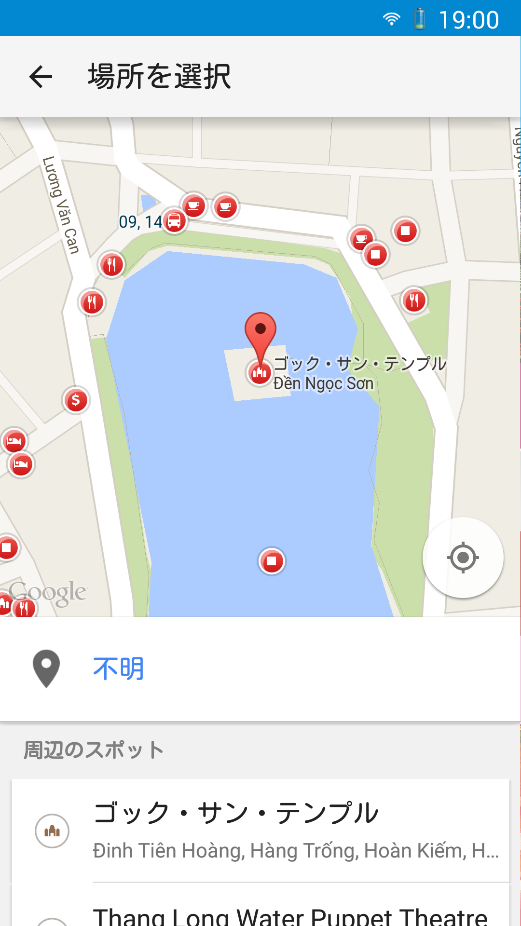 19:00
場所を選択
Lương Văn Can
09, 14
ゴック・サン・テンプル
Đền Ngọc Sơn
Google
不明
周辺のスポット
ゴック・サン・テンプル
Đinh Tiên Hoàng, Hàng Trống, Hoàn Kiếm, H...
Thang Long Water Puppet Theatre